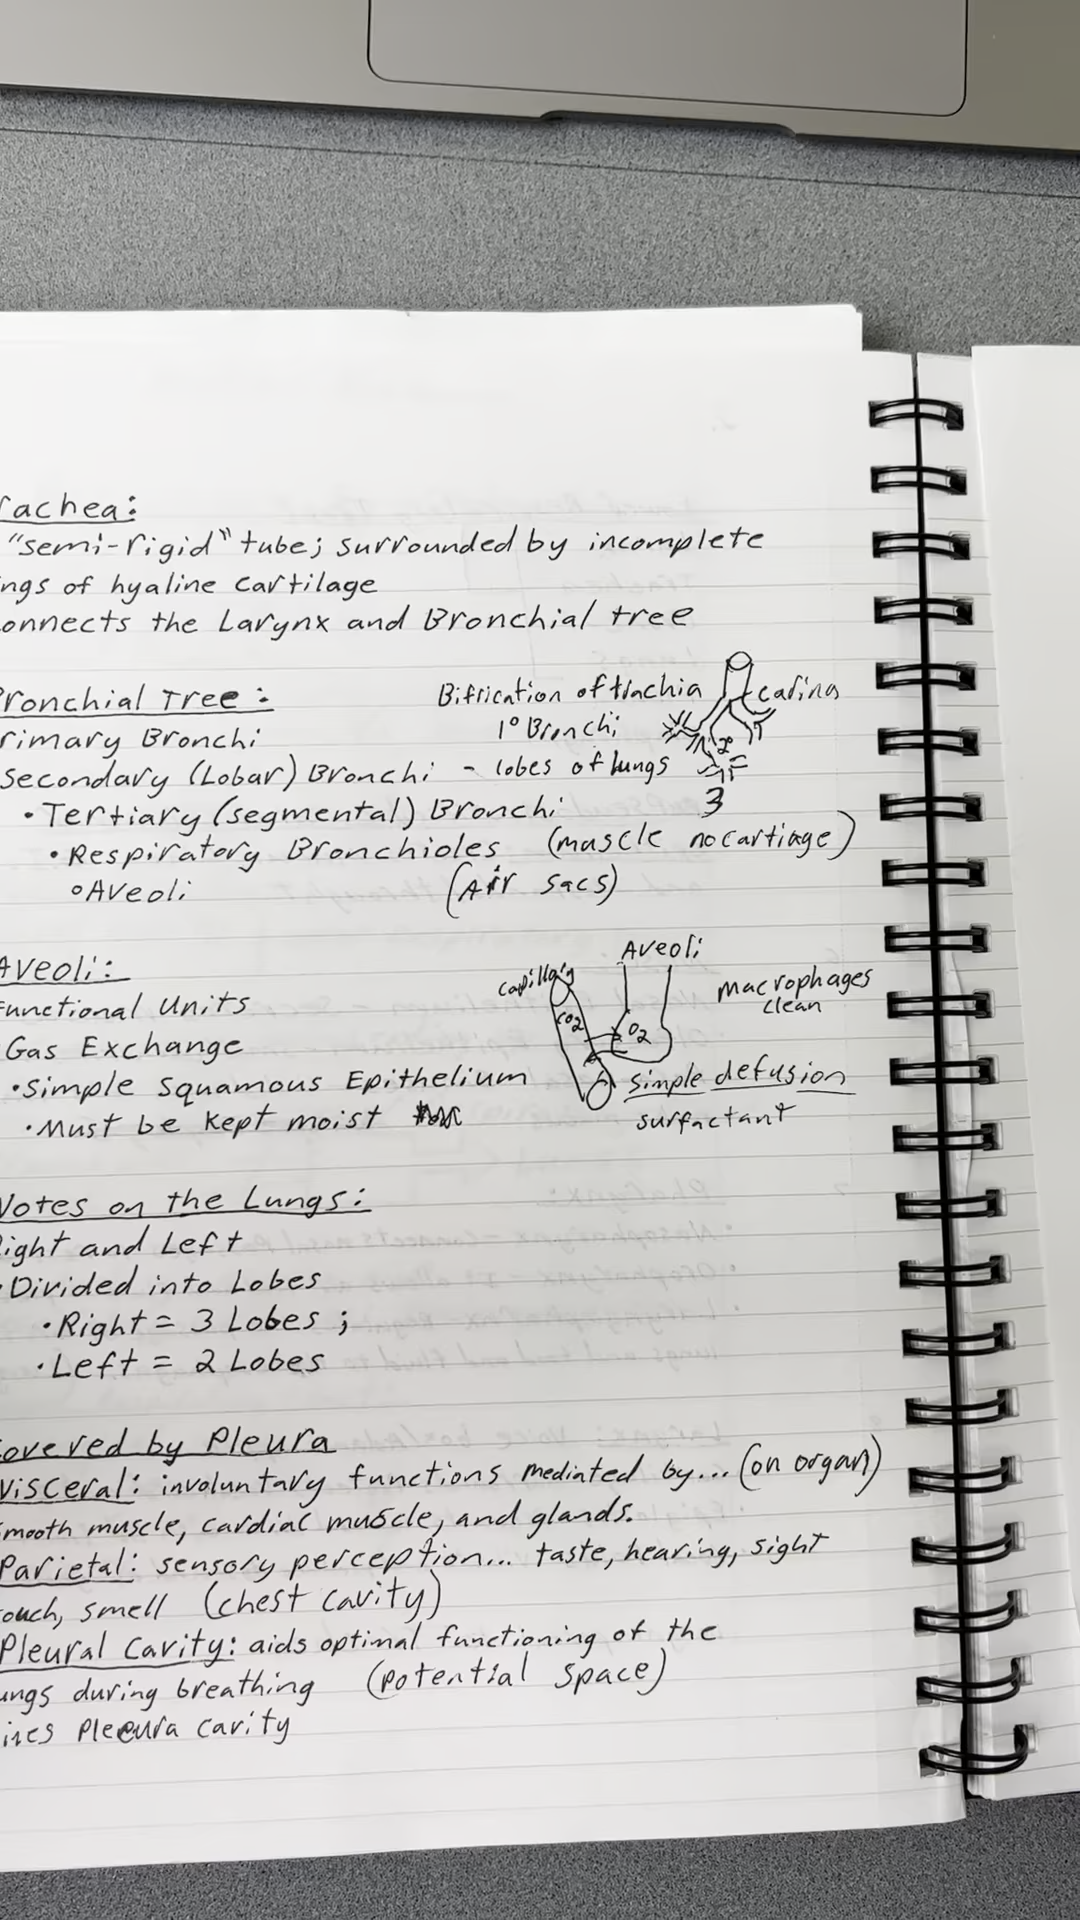 rachea:
"semi-rigid" tube; surrounded by incomplete
ngs of hyaline cartilage
onnects the Larynx and Bronchial tree
ronchial Tree:
Bifrication of trachia
carina
rimary Bronchi
1° Bronchi
2
Secondary (Lobar) Bronchi - lobes of lungs
3
• Tertiary (segmental) Bronchi
• Respiratory Bronchioles (muscle no cartiage)
° Aveoli (Air sacs)
Aveoli:
Aveoli
capillary
macrophages
clean
Functional Units
CO2
O2
Gas Exchange
• Simple Squamous Epithelium
simple defusion
• Must be kept moist
surfactant
Notes on the Lungs:
ight and Left
• Divided into Lobes
• Right = 3 Lobes ;
• Left = 2 Lobes
overed by Pleura
Visceral: involuntary functions mediated by... (on organ)
smooth muscle, cardiac muscle, and glands.
Parietal: sensory perception... taste, hearing, sight
ouch, smell (chest cavity)
Pleural Cavity: aids optimal functioning of the
ungs during breathing (potential space)
ines Pleeura cavity